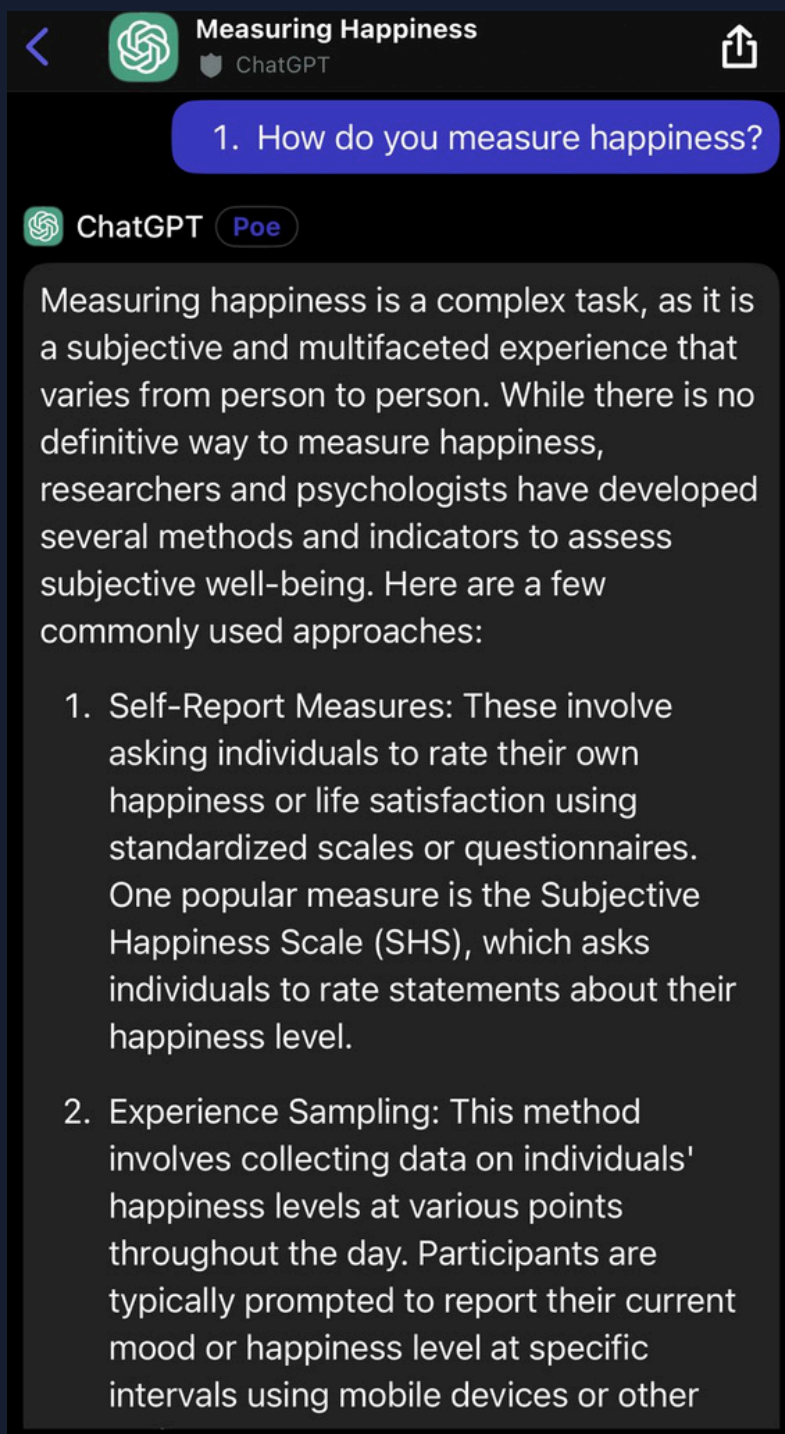 Measuring Happiness
ChatGPT
1. How do you measure happiness?
ChatGPT Poe
Measuring happiness is a complex task, as it is
a subjective and multifaceted experience that
varies from person to person. While there is no
definitive way to measure happiness,
researchers and psychologists have developed
several methods and indicators to assess
subjective well-being. Here are a few
commonly used approaches:
1. Self-Report Measures: These involve
asking individuals to rate their own
happiness or life satisfaction using
standardized scales or questionnaires.
One popular measure is the Subjective
Happiness Scale (SHS), which asks
individuals to rate statements about their
happiness level.
2. Experience Sampling: This method
involves collecting data on individuals'
happiness levels at various points
throughout the day. Participants are
typically prompted to report their current
mood or happiness level at specific
intervals using mobile devices or other